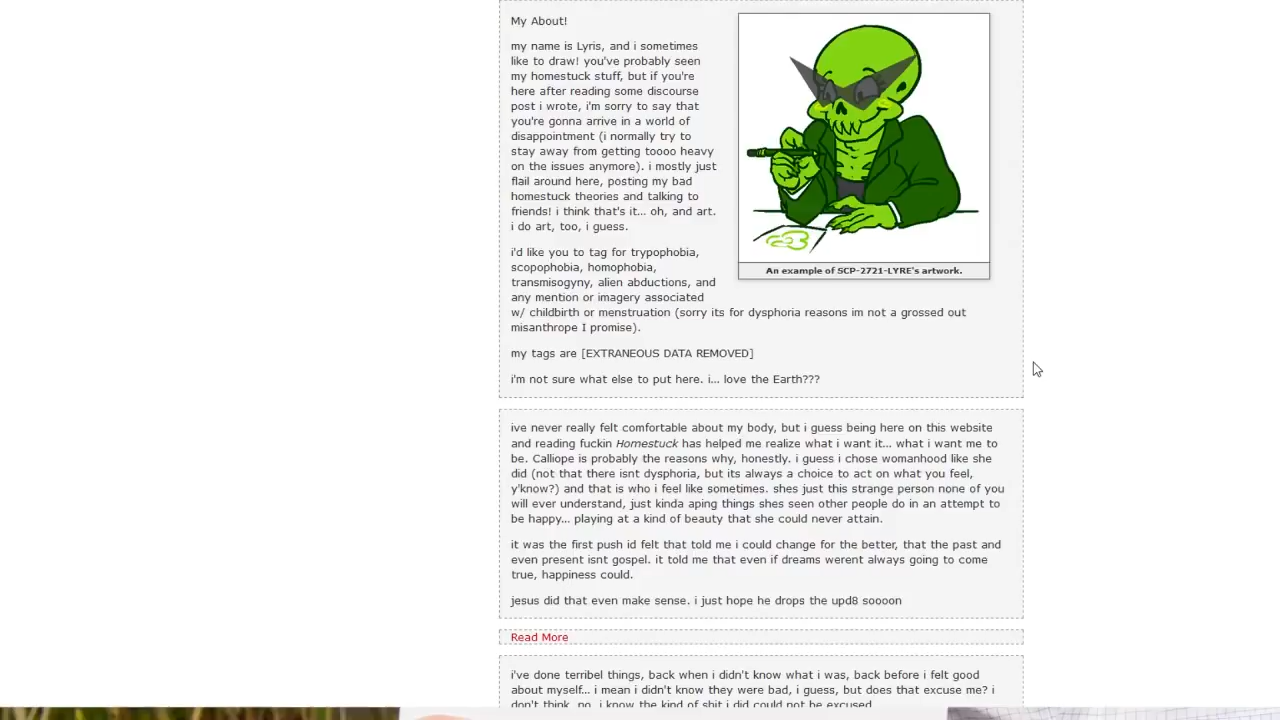 My About!
my name is Lyris, and i sometimes
like to draw! you've probably seen
my homestuck stuff, but if you're
here after reading some discourse
post i wrote, i'm sorry to say that
you're gonna arrive in a world of
disappointment (i normally try to
stay away from getting toooo heavy
on the issues anymore). i mostly just
flail around here, posting my bad
homestuck theories and talking to
friends! i think that's it... oh, and art.
i do art, too, i guess.
An example of SCP-2721-LYRE's artwork.
i'd like you to tag for trypophobia,
scopophobia, homophobia,
transmisogyny, alien abductions, and
any mention or imagery associated
w/ childbirth or menstruation (sorry its for dysphoria reasons im not a grossed out
misanthrope I promise).
my tags are [EXTRANEOUS DATA REMOVED]
i'm not sure what else to put here. i... love the Earth???
ive never really felt comfortable about my body, but i guess being here on this website
and reading fuckin Homestuck has helped me realize what i want it... what i want me to
be. Calliope is probably the reasons why, honestly. i guess i chose womanhood like she
did (not that there isnt dysphoria, but its always a choice to act on what you feel,
y'know?) and that is who i feel like sometimes. shes just this strange person none of you
will ever understand, just kinda aping things shes seen other people do in an attempt to
be happy... playing at a kind of beauty that she could never attain.
it was the first push id felt that told me i could change for the better, that the past and
even present isnt gospel. it told me that even if dreams werent always going to come
true, happiness could.
jesus did that even make sense. i just hope he drops the upd8 soooon
Read More
i've done terribel things, back when i didn't know what i was, back before i felt good
about myself... i mean i didn't know they were bad, i guess, but does that excuse me? i
don't think, no, i know the kind of shit i did could not be excused